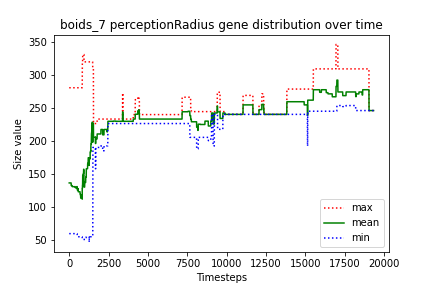 boids_7 perceptionRadius gene distribution over time
Size value
350
300
250
200
150
100
50
0
2500
5000
7500
10000
12500
15000
17500
20000
Timesteps
max
mean
min